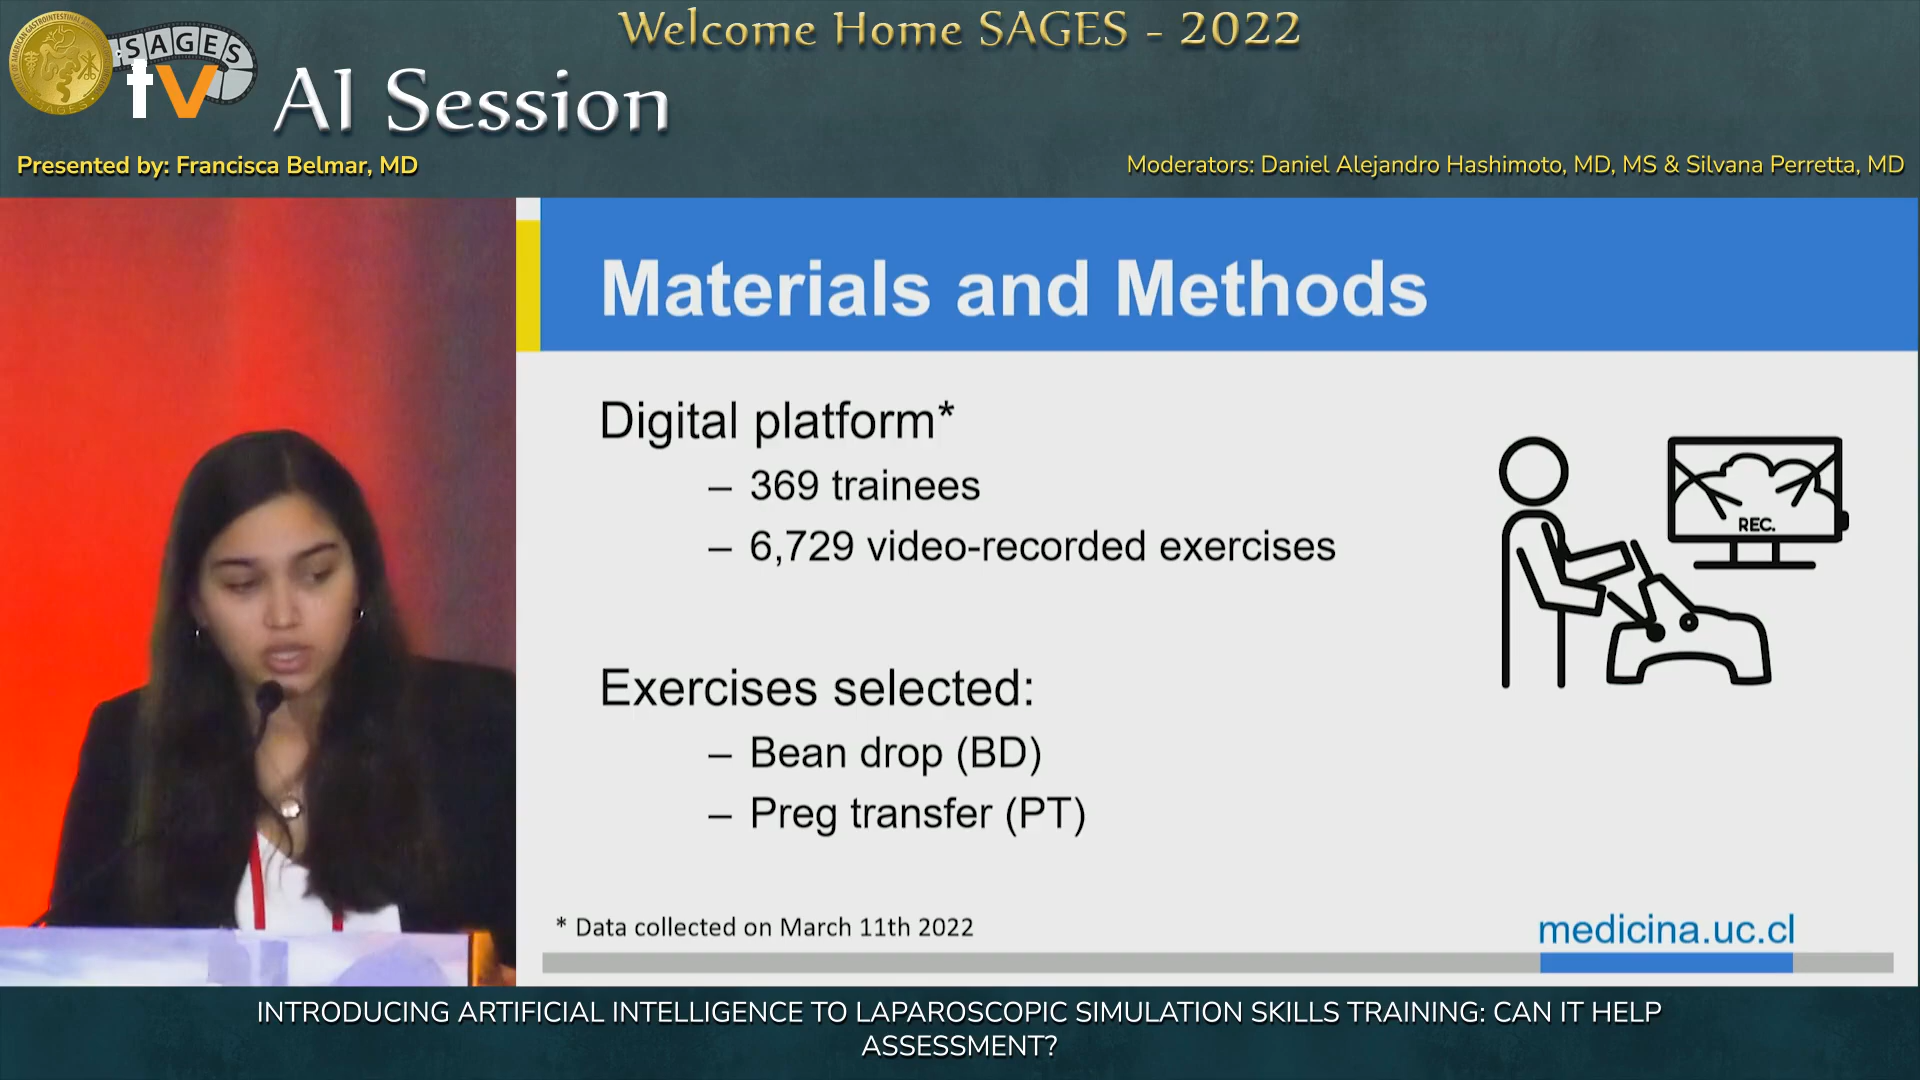 Welcome Home SAGES - 2022
SAGES
tv
AI Session
Presented by: Francisca Belmar, MD
Moderators: Daniel Alejandro Hashimoto, MD, MS & Silvana Perretta, MD
Materials and Methods
Digital platform*
– 369 trainees
– 6,729 video-recorded exercises
REC.
Exercises selected:
– Bean drop (BD)
– Preg transfer (PT)
* Data collected on March 11th 2022
medicina.uc.cl
INTRODUCING ARTIFICIAL INTELLIGENCE TO LAPAROSCOPIC SIMULATION SKILLS TRAINING: CAN IT HELP
ASSESSMENT?